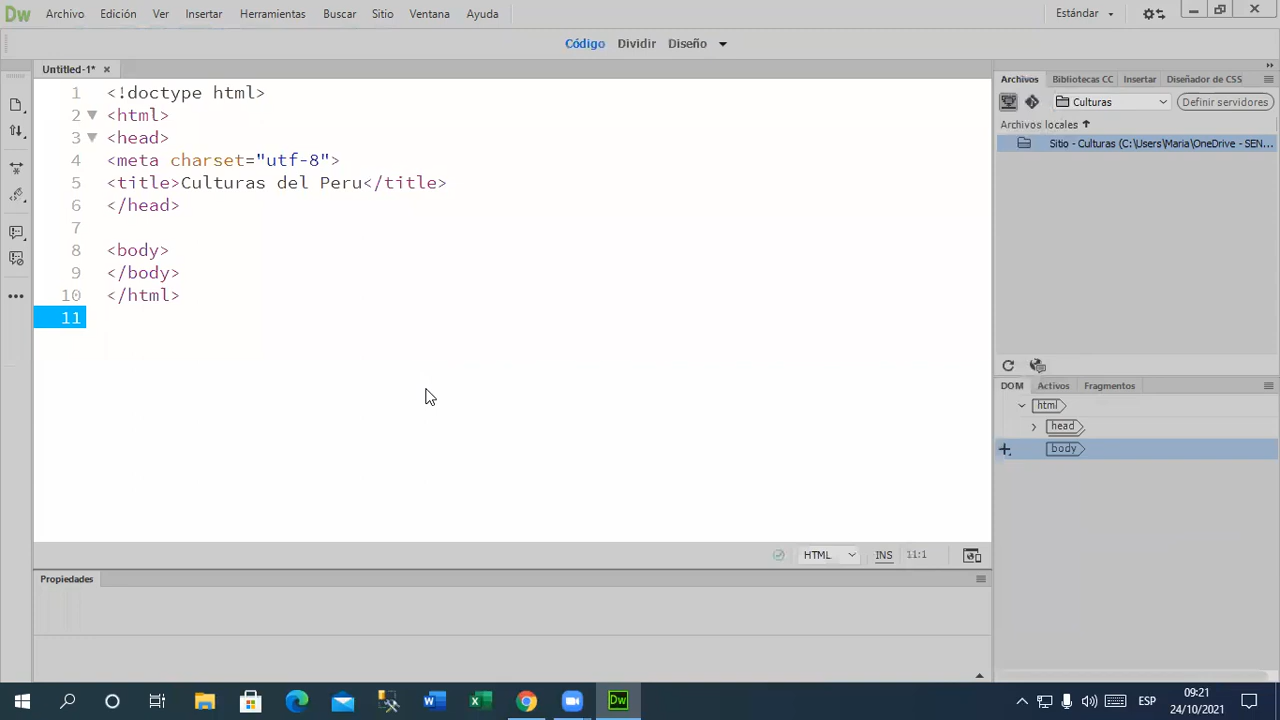 Dw Archivo Edición Ver Insertar Herramientas Buscar Sitio Ventana Ayuda Estándar
Código Dividir Diseño
Untitled-1* ×
1 <!doctype html>
2 <html>
3 <head>
4 <meta charset="utf-8">
5 <title>Culturas del Peru</title>
6 </head>
7
8 <body>
9 </body>
10 </html>
11
HTML INS 11:1
Propiedades
Archivos Bibliotecas CC Insertar Diseñador de CSS
Culturas Definir servidores
Archivos locales
Sitio - Culturas (C:\Users\Maria\OneDrive - SEN...
DOM Activos Fragmentos
html
head
body
Dw ESP 09:21
24/10/2021